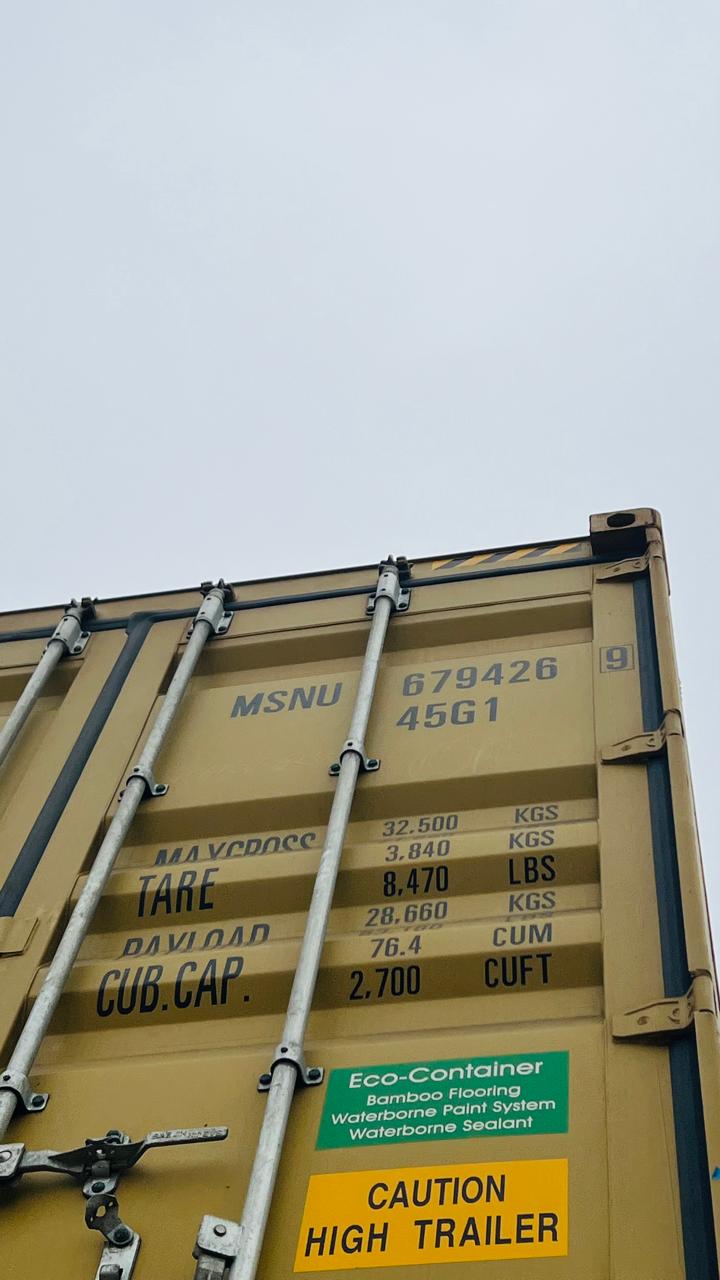 MSNU 679426 9
45G1
MAXGROSS 32.500 KGS
TARE 3,840 KGS
8,470 LBS
PAYLOAD 28,660 KGS
LBS
CUB.CAP. 76.4 CUM
2,700 CUFT
Eco-Container
Bamboo Flooring
Waterborne Paint System
Waterborne Sealant
CAUTION
HIGH TRAILER